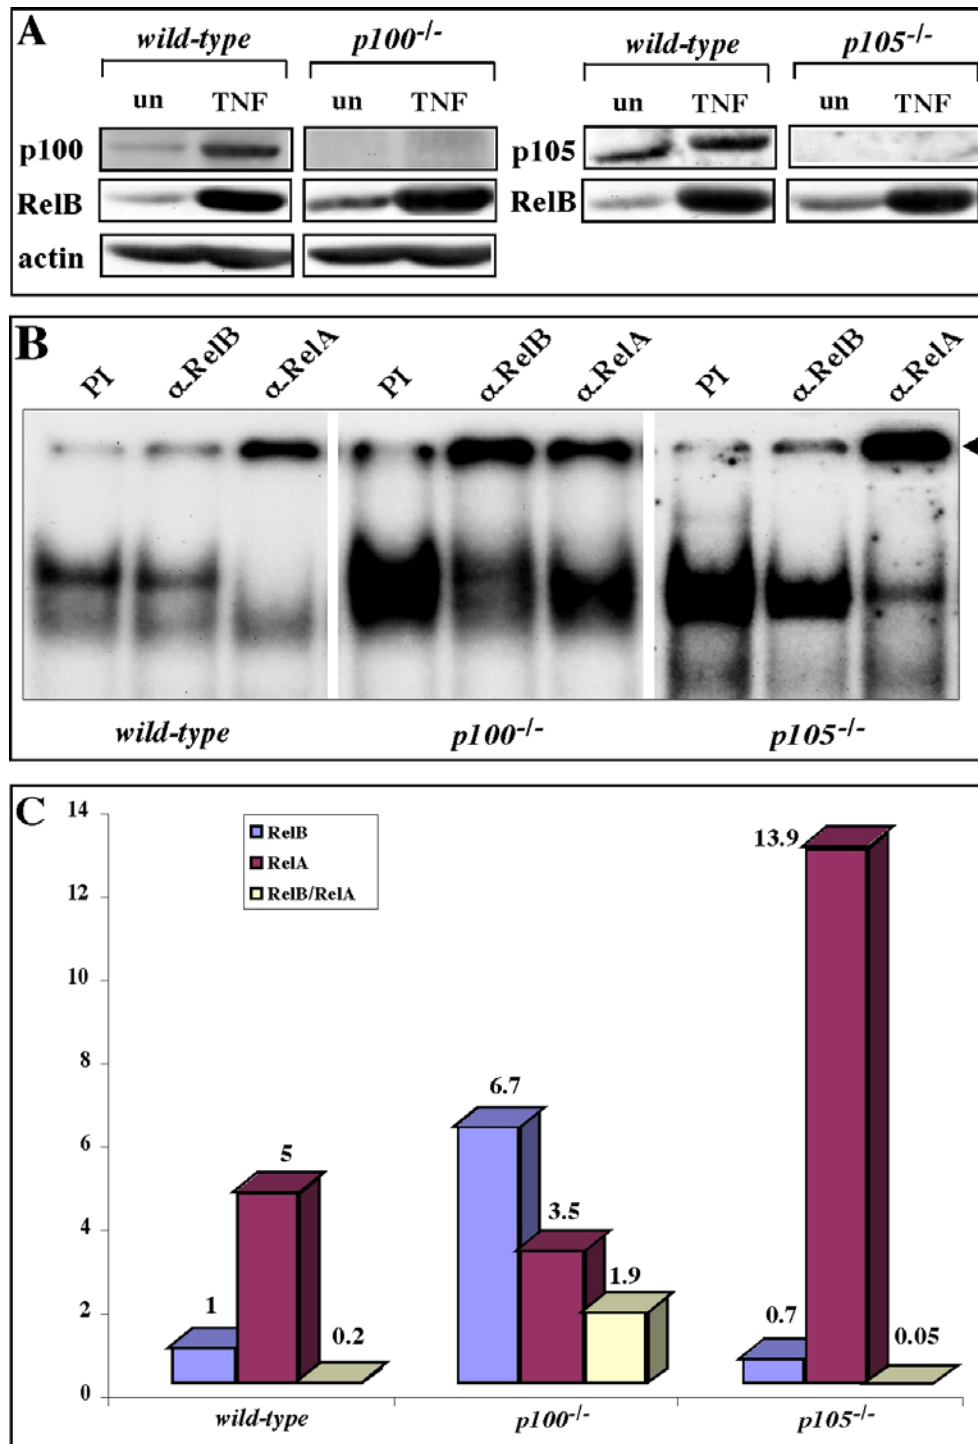 A
wild-type p100-/- wild-type p105-/-
un TNF un TNF un TNF un TNF
p100 p105
RelB RelB
actin
B
PI α-RelB α-RelA PI α-RelB α-RelA PI α-RelB α-RelA
wild-type p100-/- p105-/-
C
14
12
10
8
6
4
2
0
RelB
RelA
RelB/RelA
1 5 0.2
6.7 3.5 1.9
0.7 13.9 0.05
wild-type p100-/- p105-/-